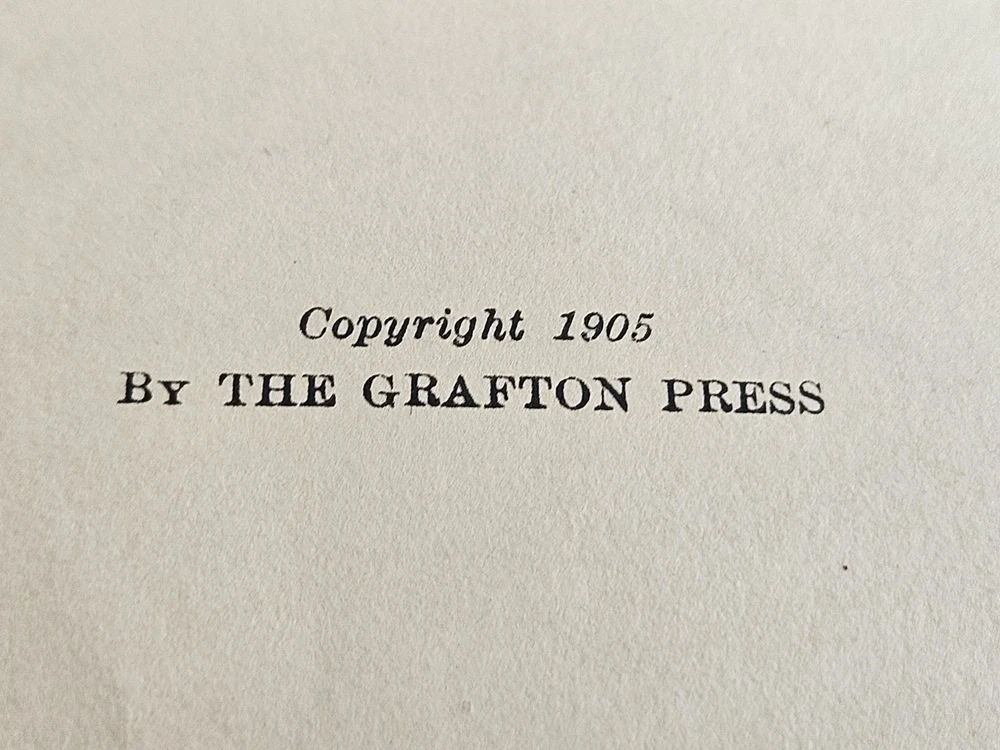 Copyright 1905
By THE GRAFTON PRESS